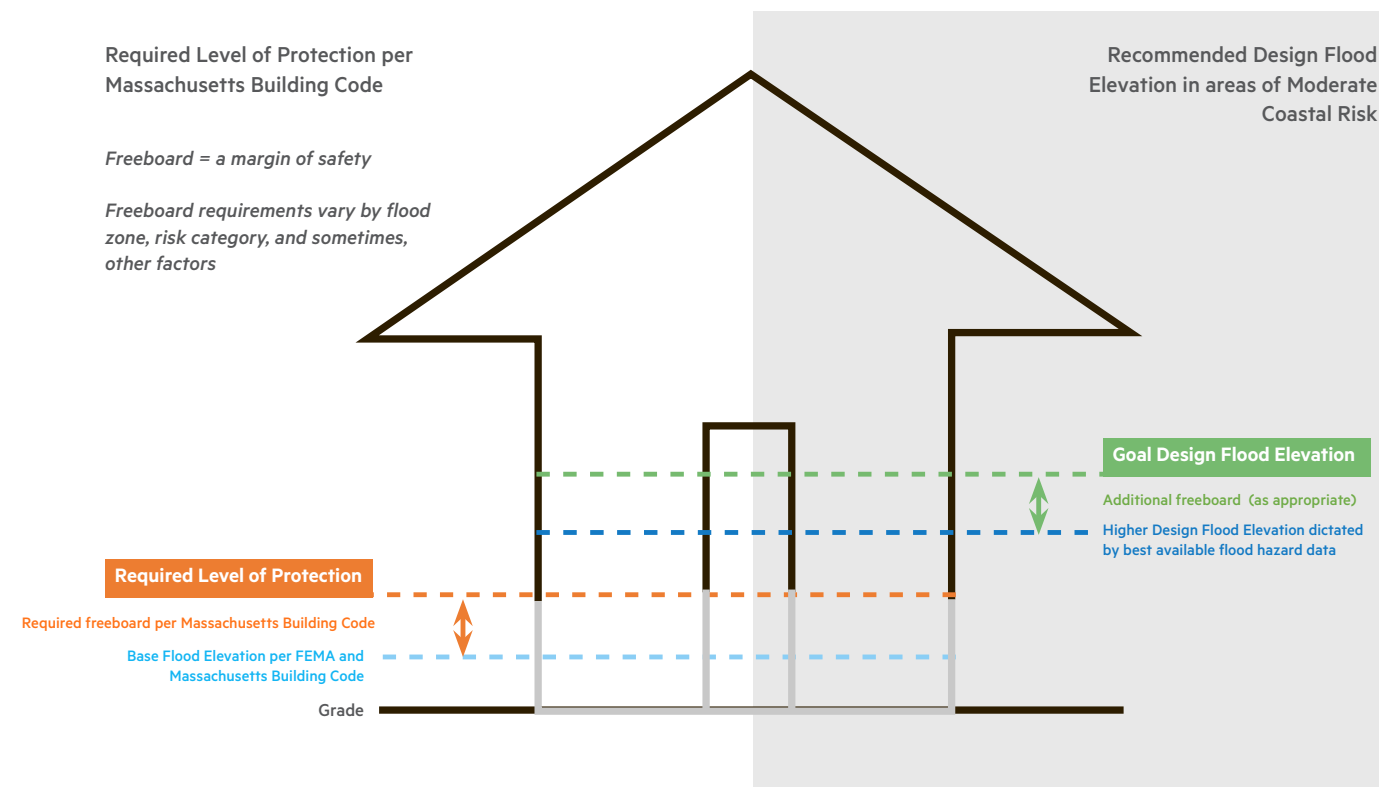 Required Level of Protection per
Massachusetts Building Code
Freeboard = a margin of safety
Freeboard requirements vary by flood
zone, risk category, and sometimes,
other factors
Recommended Design Flood
Elevation in areas of Moderate
Coastal Risk
Goal Design Flood Elevation
Additional freeboard (as appropriate)
Higher Design Flood Elevation dictated
by best available flood hazard data
Required Level of Protection
Required freeboard per Massachusetts Building Code
Base Flood Elevation per FEMA and
Massachusetts Building Code
Grade